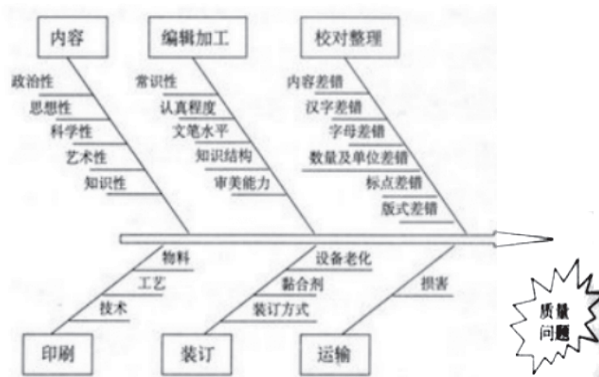 内容
编辑加工
校对整理
政治性
思想性
科学性
艺术性
知识性
常识性
认真程度
文笔水平
知识结构
审美能力
内容差错
汉字差错
字母差错
数量及单位差错
标点差错
版式差错
物料
工艺
技术
设备老化
黏合剂
装订方式
损害
印刷
装订
运输
质量
问题